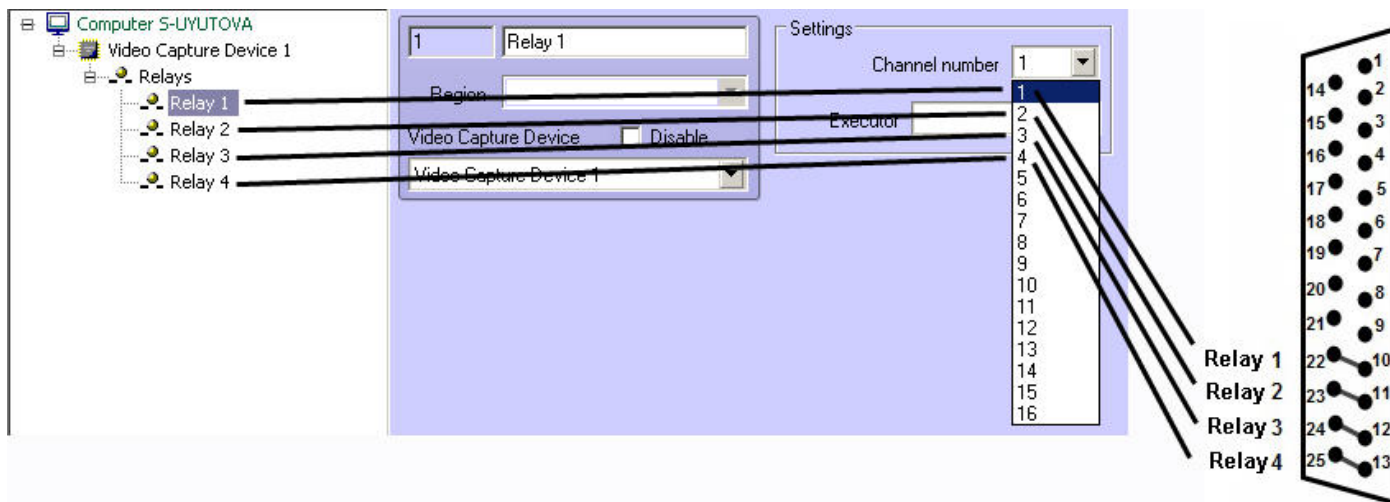 Computer S-UYUTOVA
Video Capture Device 1
Relays
Relay 1
Relay 2
Relay 3
Relay 4
1 Relay 1
Region
Video Capture Device Disable
Video Capture Device 1
Settings
Channel number 1
Executor
1
2
3
4
5
6
7
8
9
10
11
12
13
14
15
16
Relay 1
Relay 2
Relay 3
Relay 4
1
14
2
15
3
16
4
17
5
18
6
19
7
20
8
21
9
22
10
23
11
24
12
25
13